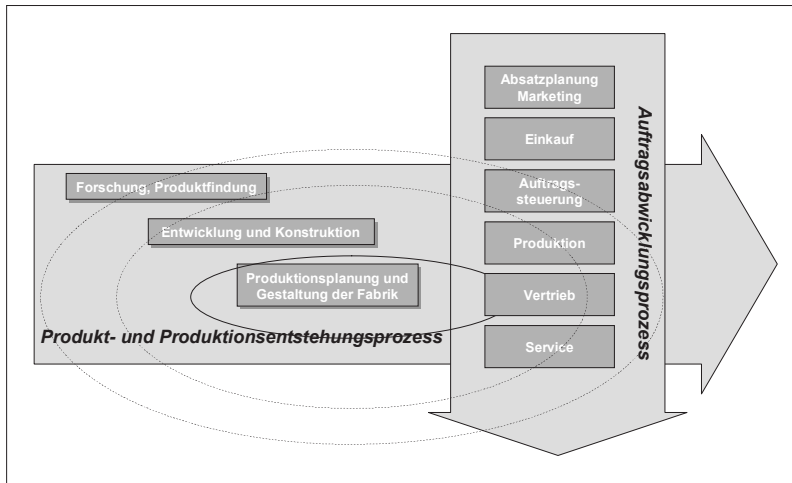 Absatzplanung
Marketing
Einkauf
Auftrags-
steuerung
Produktion
Vertrieb
Service
Auftragsabwicklungsprozess
Forschung, Produktfindung
Entwicklung und Konstruktion
Produktionsplanung und
Gestaltung der Fabrik
Produkt- und Produktionsentstehungsprozess